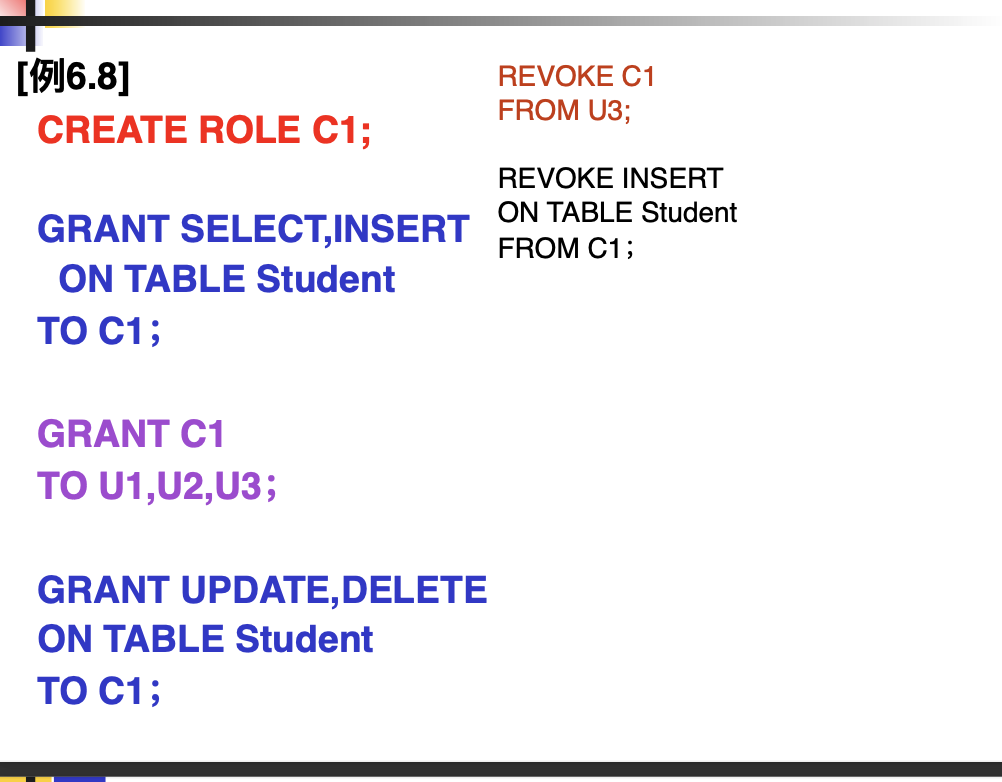 [例6.8]
CREATE ROLE C1;
GRANT SELECT,INSERT
ON TABLE Student
TO C1；
GRANT C1
TO U1,U2,U3；
GRANT UPDATE,DELETE
ON TABLE Student
TO C1；
REVOKE C1
FROM U3;
REVOKE INSERT
ON TABLE Student
FROM C1；